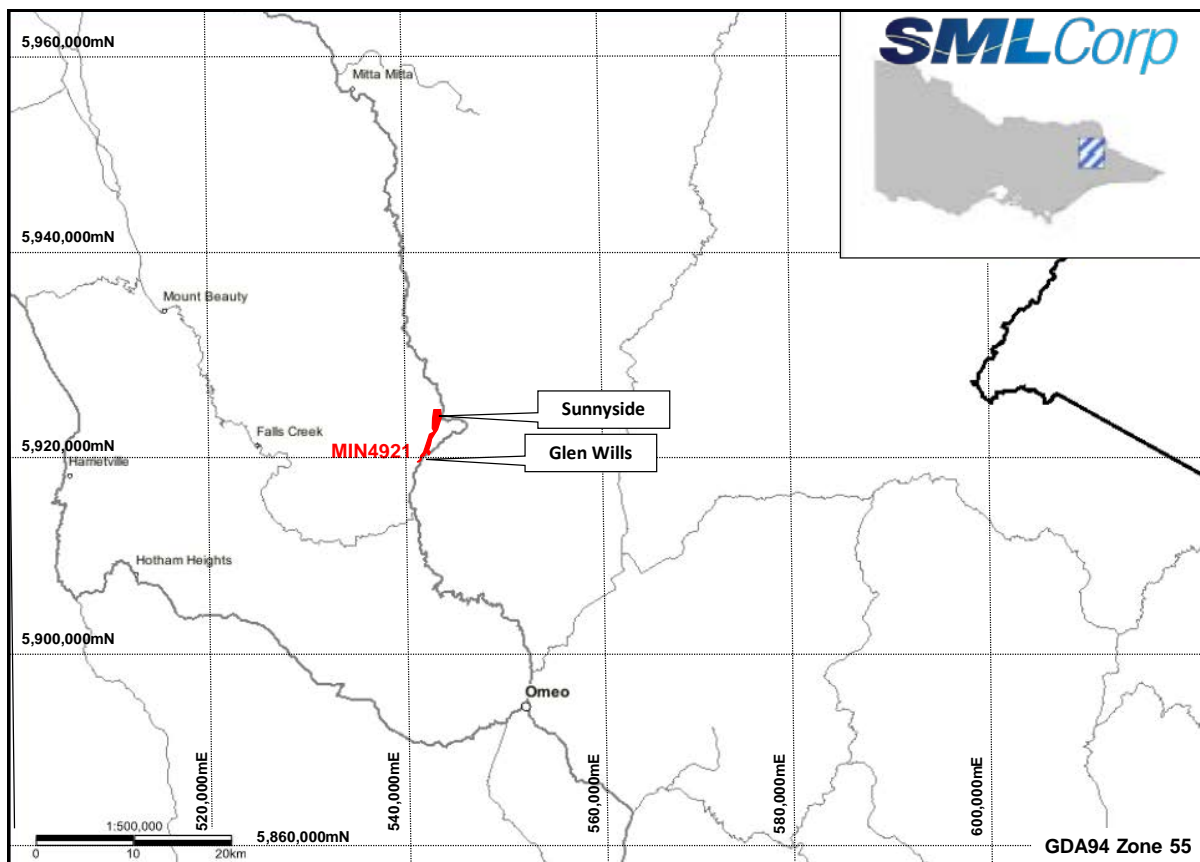 SMLCorp
5,960,000mN
Mitta Mitta
5,940,000mN
Mount Beauty
Sunnyside
Falls Creek
MIN4921
Glen Wills
5,920,000mN
Harrietville
Hotham Heights
5,900,000mN
Omeo
520,000mE
540,000mE
560,000mE
580,000mE
600,000mE
1:500,000
5,860,000mN
0 10 20km
GDA94 Zone 55